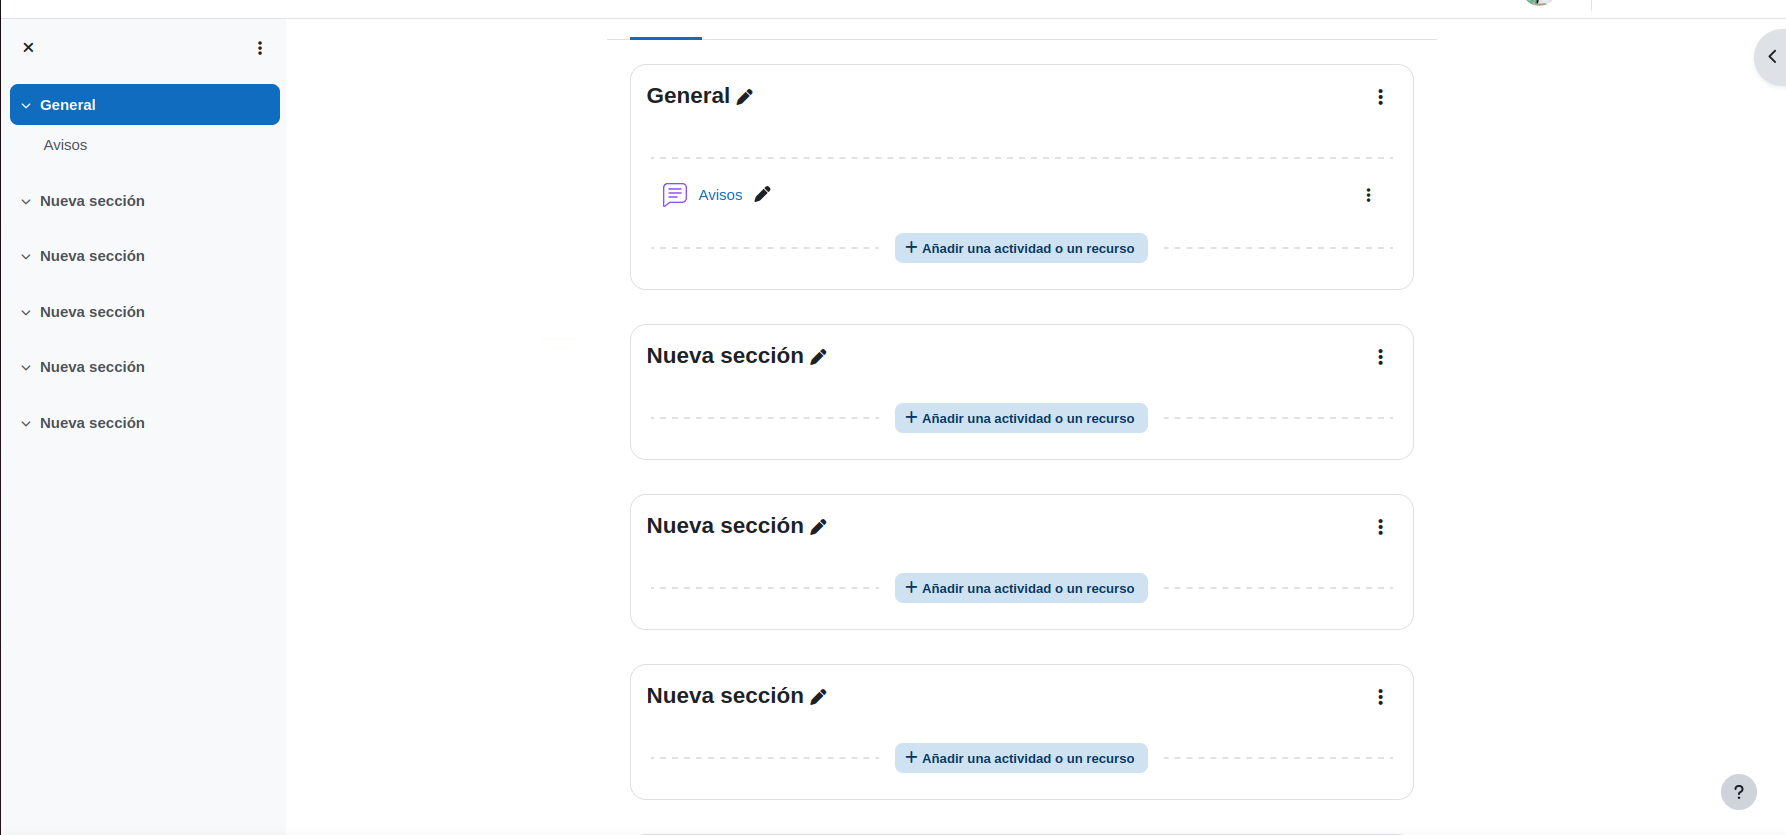 General
Avisos
Nueva sección
Nueva sección
Nueva sección
Nueva sección
Nueva sección
General
Avisos
+ Añadir una actividad o un recurso
Nueva sección
+ Añadir una actividad o un recurso
Nueva sección
+ Añadir una actividad o un recurso
Nueva sección
+ Añadir una actividad o un recurso
?